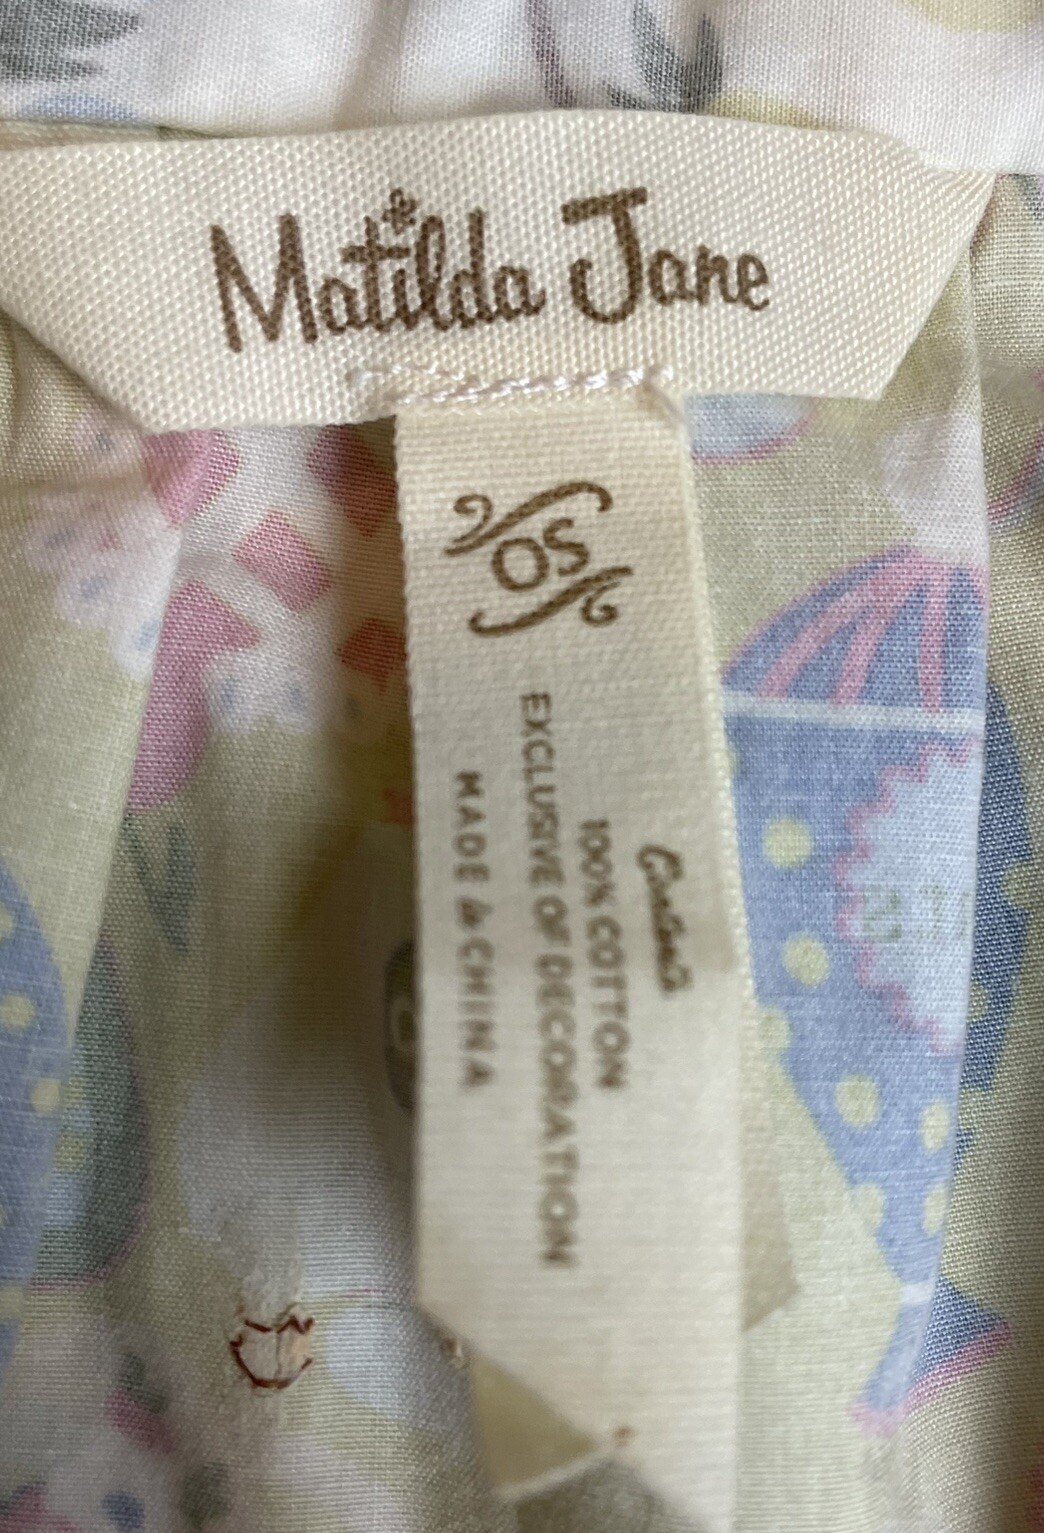 Matilda Jane
OS
Content
100% COTTON
EXCLUSIVE OF DECORATION
MADE in CHINA